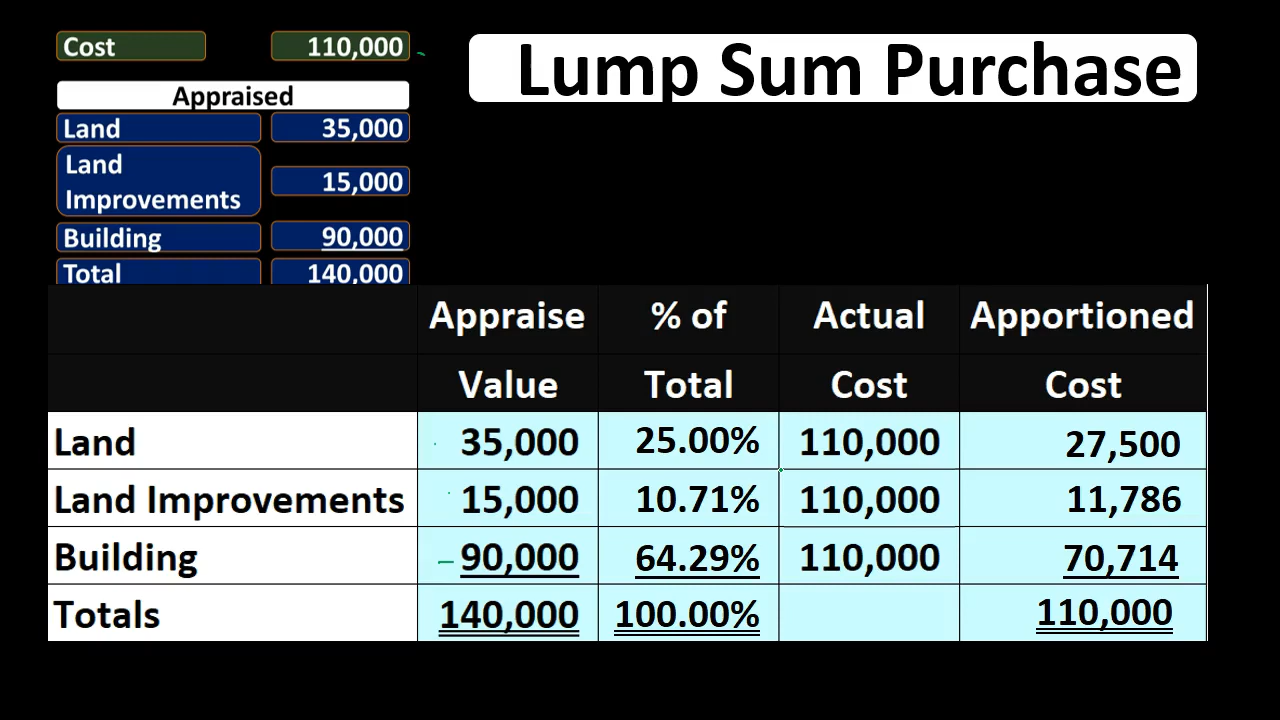 Cost 110,000
Lump Sum Purchase
Appraised
Land 35,000
Land
Improvements 15,000
Building 90,000
Total 140,000
Appraise % of Actual Apportioned
Value Total Cost Cost
Land 35,000 25.00% 110,000 27,500
Land Improvements 15,000 10.71% 110,000 11,786
Building 90,000 64.29% 110,000 70,714
Totals 140,000 100.00% 110,000